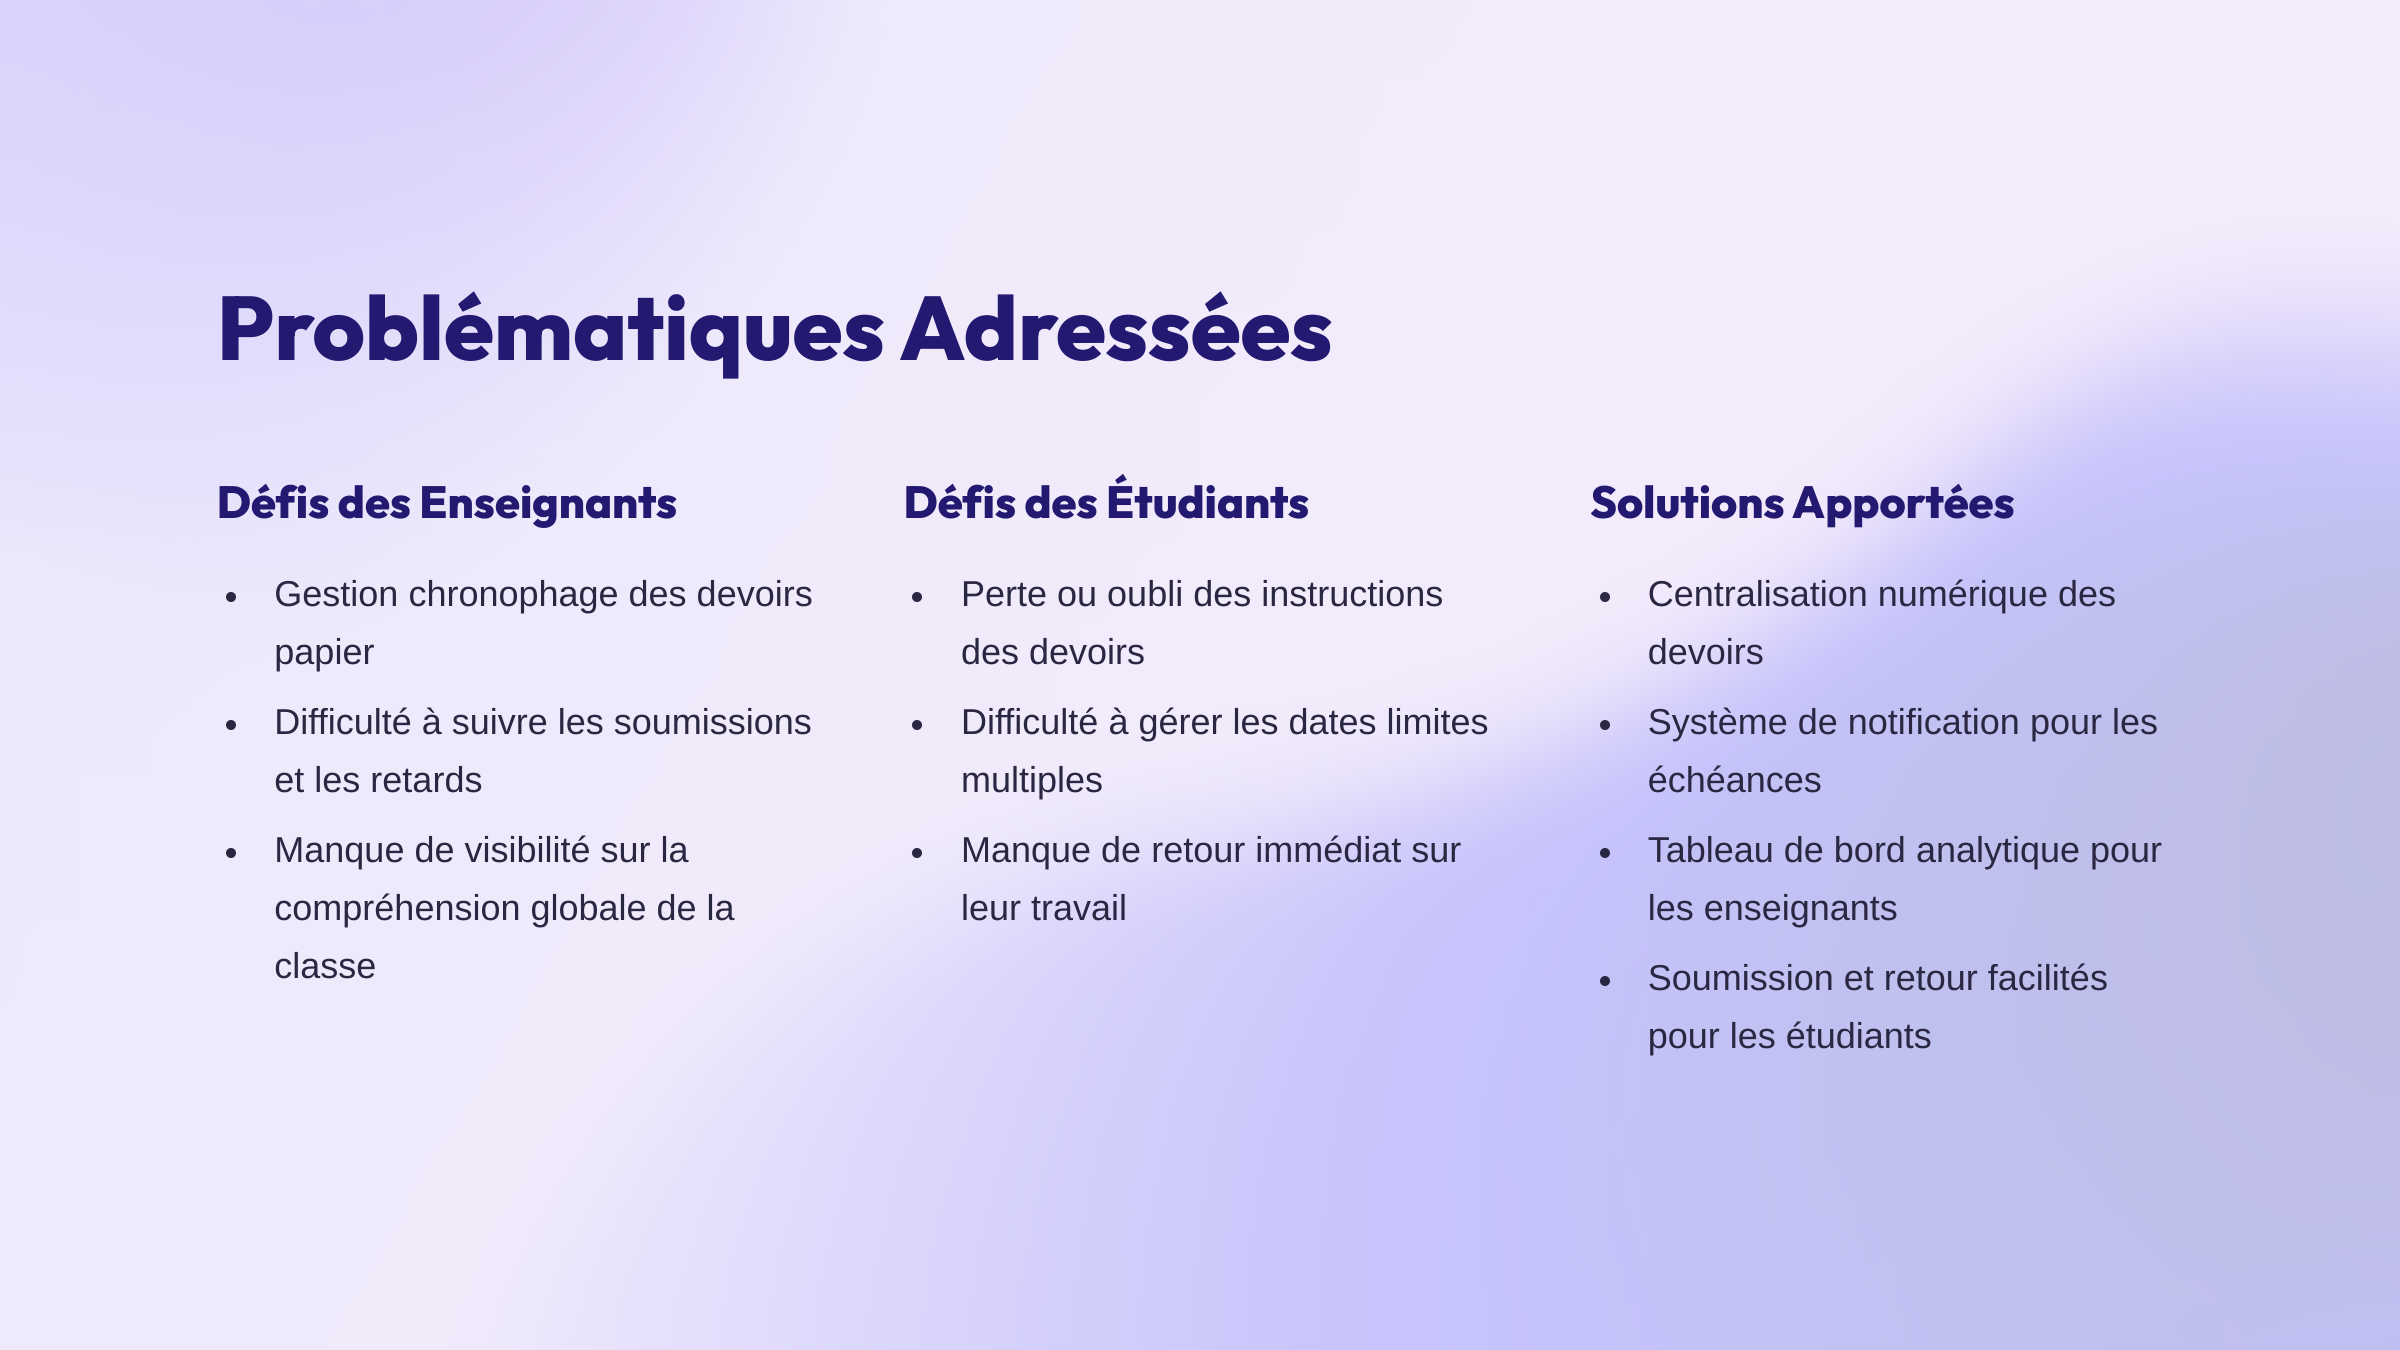 Problématiques Adressées
Défis des Enseignants
• Gestion chronophage des devoirs
papier
• Difficulté à suivre les soumissions
et les retards
• Manque de visibilité sur la
compréhension globale de la
classe
Défis des Étudiants
• Perte ou oubli des instructions
des devoirs
• Difficulté à gérer les dates limites
multiples
• Manque de retour immédiat sur
leur travail
Solutions Apportées
• Centralisation numérique des
devoirs
• Système de notification pour les
échéances
• Tableau de bord analytique pour
les enseignants
• Soumission et retour facilités
pour les étudiants